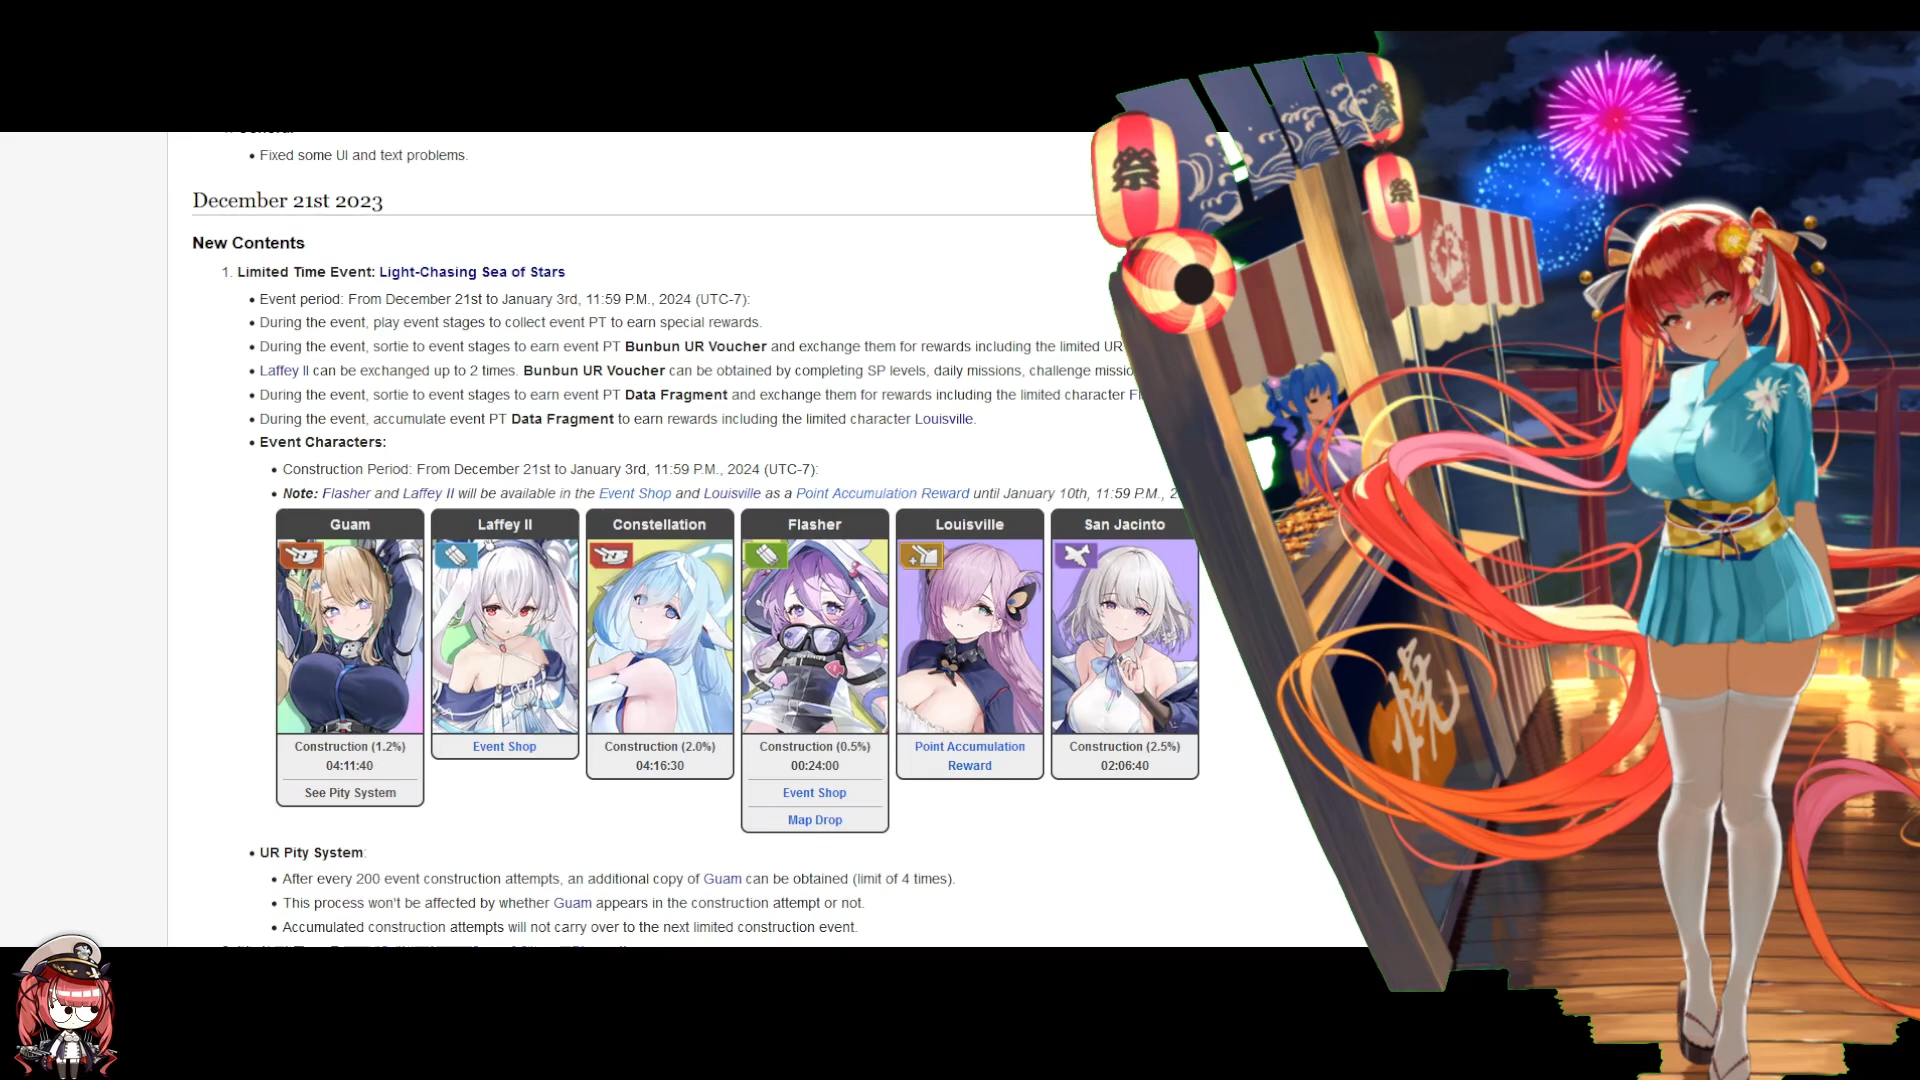 General
• Fixed some UI and text problems.
December 21st 2023
New Contents
1. Limited Time Event: Light-Chasing Sea of Stars
• Event period: From December 21st to January 3rd, 11:59 P.M., 2024 (UTC-7):
• During the event, play event stages to collect event PT to earn special rewards.
• During the event, sortie to event stages to earn event PT Bunbun UR Voucher and exchange them for rewards including the limited UR
• Laffey II can be exchanged up to 2 times. Bunbun UR Voucher can be obtained by completing SP levels, daily missions, challenge missio
• During the event, sortie to event stages to earn event PT Data Fragment and exchange them for rewards including the limited character Fl
• During the event, accumulate event PT Data Fragment to earn rewards including the limited character Louisville.
• Event Characters:
• Construction Period: From December 21st to January 3rd, 11:59 P.M., 2024 (UTC-7):
• Note: Flasher and Laffey II will be available in the Event Shop and Louisville as a Point Accumulation Reward until January 10th, 11:59 P.M., 2
Guam
Construction (1.2%)
04:11:40
See Pity System
Laffey II
Event Shop
Constellation
Construction (2.0%)
04:16:30
Flasher
Construction (0.5%)
00:24:00
Event Shop
Map Drop
Louisville
Point Accumulation
Reward
San Jacinto
Construction (2.5%)
02:06:40
• UR Pity System:
• After every 200 event construction attempts, an additional copy of Guam can be obtained (limit of 4 times).
• This process won't be affected by whether Guam appears in the construction attempt or not.
• Accumulated construction attempts will not carry over to the next limited construction event.
祭
祭
焼